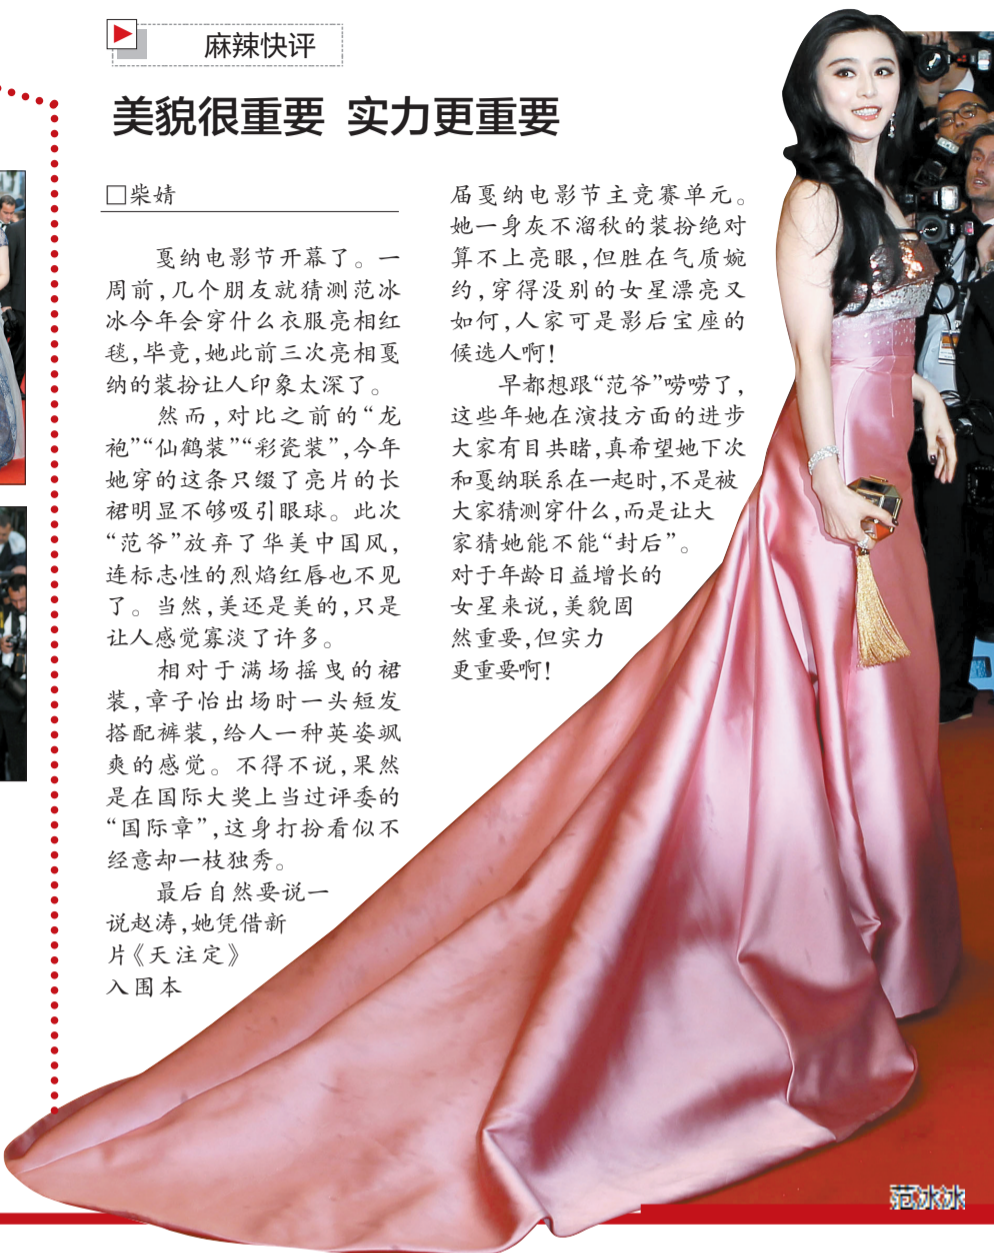 麻辣快评
美貌很重要 实力更重要
□柴婧
戛纳电影节开幕了。一
周前,几个朋友就猜测范冰
冰今年会穿什么衣服亮相红
毯,毕竟,她此前三次亮相戛
纳的装扮让人印象太深了。
然而,对比之前的“龙
袍”“仙鹤装”“彩瓷装”,今年
她穿的这条只缀了亮片的长
裙明显不够吸引眼球。此次
“范爷”放弃了华美中国风,
连标志性的烈焰红唇也不见
了。当然,美还是美的,只是
让人感觉寡淡了许多。
相对于满场摇曳的裙
装,章子怡出场时一头短发
搭配裤装,给人一种英姿飒
爽的感觉。不得不说,果然
是在国际大奖上当过评委的
“国际章”,这身打扮看似不
经意却一枝独秀。
最后自然要说一
说赵涛,她凭借新
片《天注定》
入围本
届戛纳电影节主竞赛单元。
她一身灰不溜秋的装扮绝对
算不上亮眼,但胜在气质婉
约,穿得没别的女星漂亮又
如何,人家可是影后宝座的
候选人啊!
早都想跟“范爷”唠唠了,
这些年她在演技方面的进步
大家有目共睹,真希望她下次
和戛纳联系在一起时,不是被
大家猜测穿什么,而是让大
家猜她能不能“封后”。
对于年龄日益增长的
女星来说,美貌固
然重要,但实力
更重要啊!
范冰冰